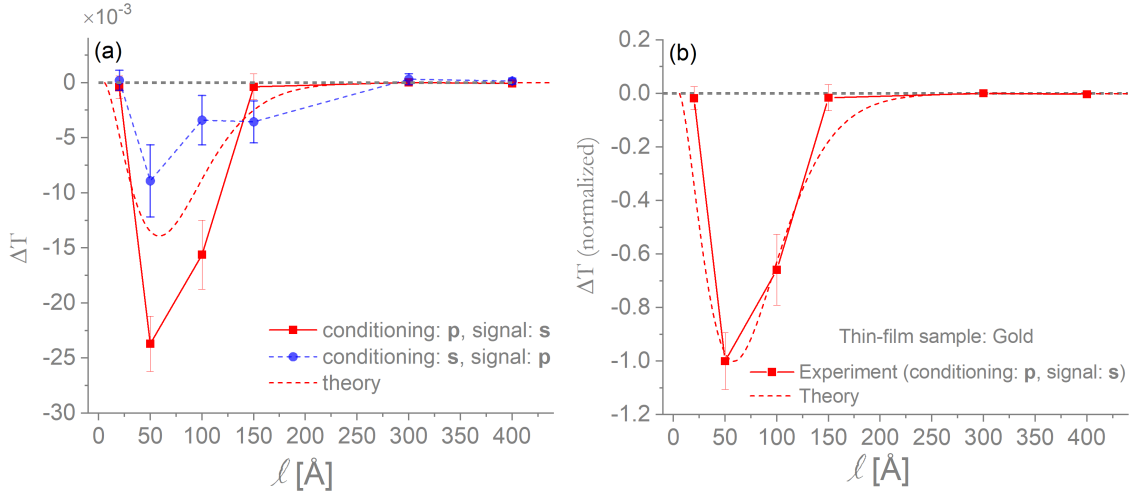 ×10⁻³
(a)
0
-5
-10
-15
-20
-25
-30
ΔT
conditioning: p, signal: s
conditioning: s, signal: p
theory
0 50 100 150 200 250 300 350 400
ℓ [Å]
(b)
0.2
0.0
-0.2
-0.4
-0.6
-0.8
-1.0
-1.2
ΔT (normalized)
Thin-film sample: Gold
Experiment (conditioning: p, signal: s)
Theory
0 50 100 150 200 250 300 350 400
ℓ [Å]